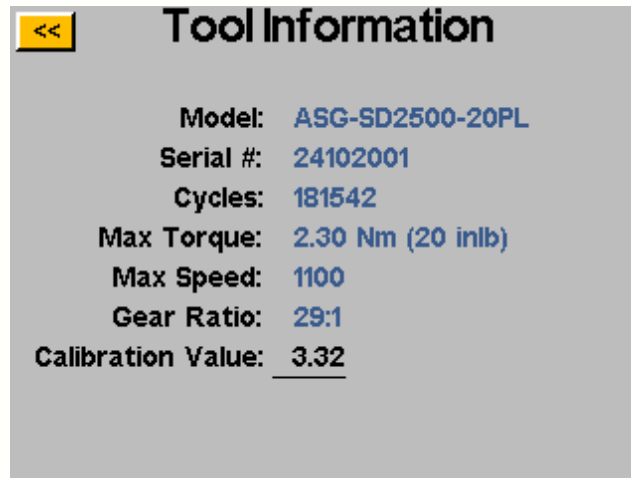 <<
Tool Information
Model: ASG-SD2500-20PL
Serial #: 24102001
Cycles: 181542
Max Torque: 2.30 Nm (20 inlb)
Max Speed: 1100
Gear Ratio: 29:1
Calibration Value: 3.32